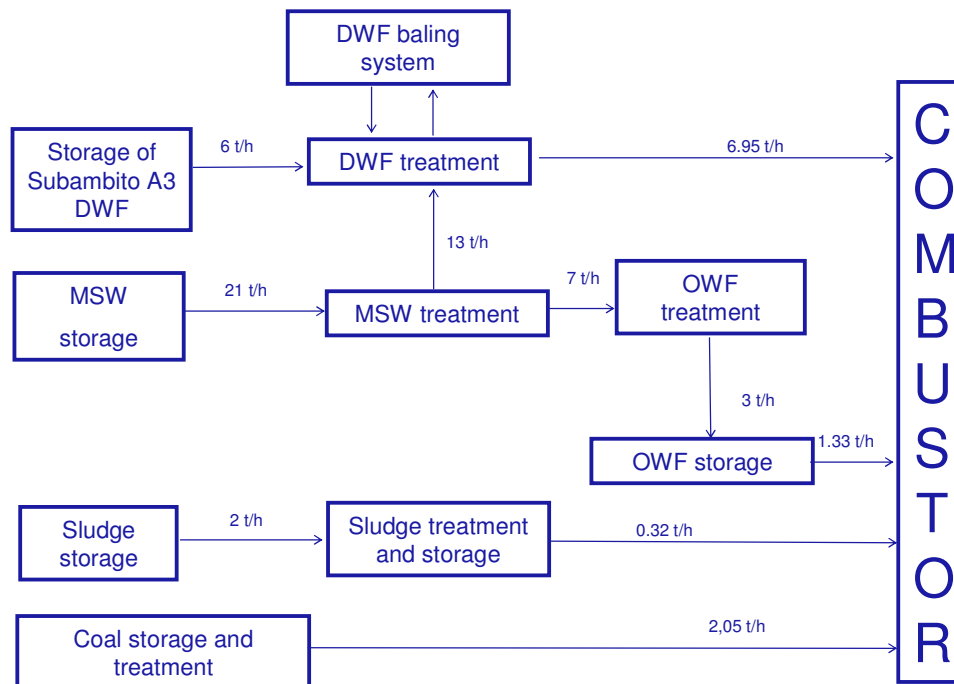 DWF baling
system
Storage of
Subambito A3
DWF
6 t/h
DWF treatment
6.95 t/h
13 t/h
MSW
storage
21 t/h
MSW treatment
7 t/h
OWF
treatment
3 t/h
OWF storage
1.33 t/h
Sludge
storage
2 t/h
Sludge treatment
and storage
0.32 t/h
Coal storage and
treatment
2,05 t/h
C
O
M
B
U
S
T
O
R